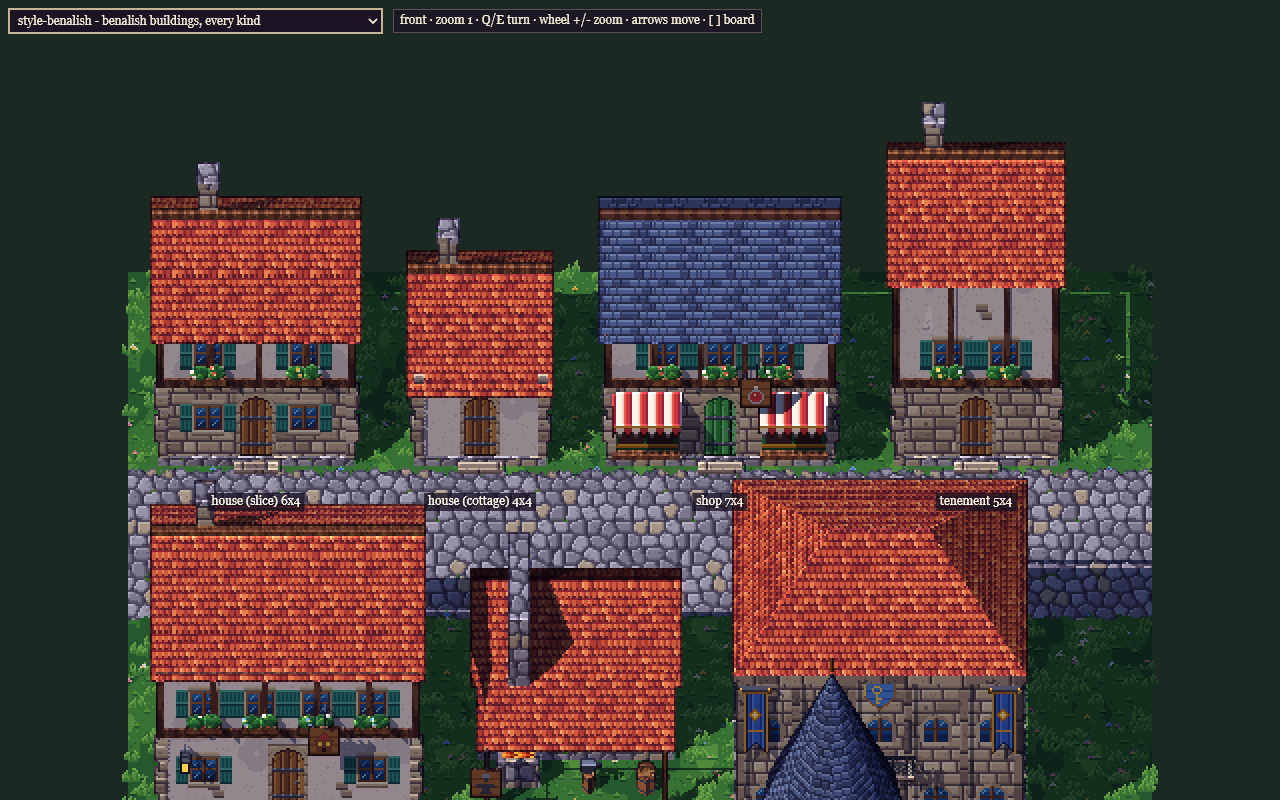 style-benalish - benalish buildings, every kind
front · zoom 1 · Q/E turn · wheel +/- zoom · arrows move · [ ] board
house (slice) 6x4
house (cottage) 4x4
shop 7x4
tenement 5x4